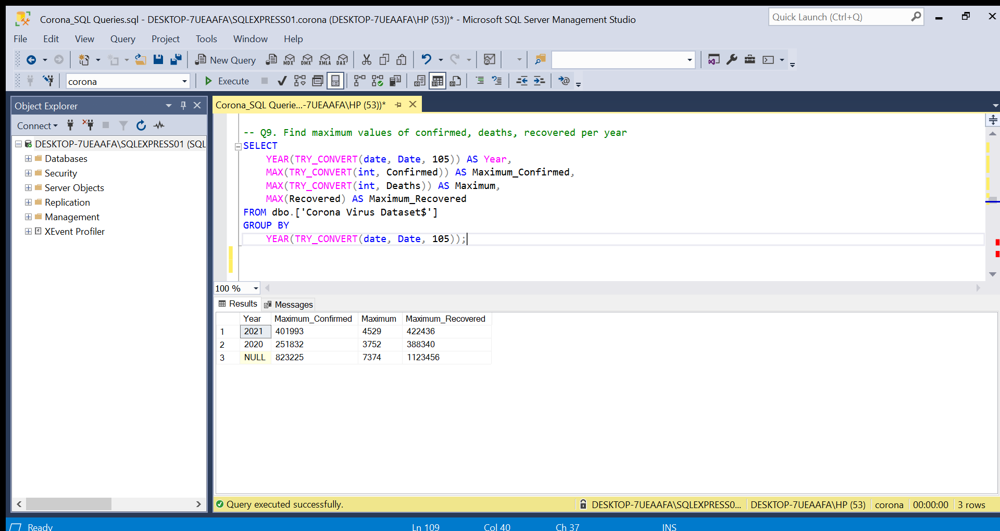 Corona_SQL Queries.sql - DESKTOP-7UEAAFA\SQLEXPRESS01.corona (DESKTOP-7UEAAFA\HP (53))* - Microsoft SQL Server Management Studio
Quick Launch (Ctrl+Q)
File Edit View Query Project Tools Window Help
New Query MDX DMX XMLA DAX
corona Execute
Object Explorer
Corona_SQL Querie...-7UEAAFA\HP (53))*
Connect
DESKTOP-7UEAAFA\SQLEXPRESS01 (SQL
Databases
Security
Server Objects
Replication
Management
XEvent Profiler
-- Q9. Find maximum values of confirmed, deaths, recovered per year
SELECT
YEAR(TRY_CONVERT(date, Date, 105)) AS Year,
MAX(TRY_CONVERT(int, Confirmed)) AS Maximum_Confirmed,
MAX(TRY_CONVERT(int, Deaths)) AS Maximum,
MAX(Recovered) AS Maximum_Recovered
FROM dbo.['Corona Virus Dataset$']
GROUP BY
YEAR(TRY_CONVERT(date, Date, 105));
100 %
Results Messages
Year Maximum_Confirmed Maximum Maximum_Recovered
1 2021 401993 4529 422436
2 2020 251832 3752 388340
3 NULL 823225 7374 1123456
Query executed successfully.
DESKTOP-7UEAAFA\SQLEXPRESS0... DESKTOP-7UEAAFA\HP (53) corona 00:00:00 3 rows
Ready Ln 109 Col 40 Ch 37 INS